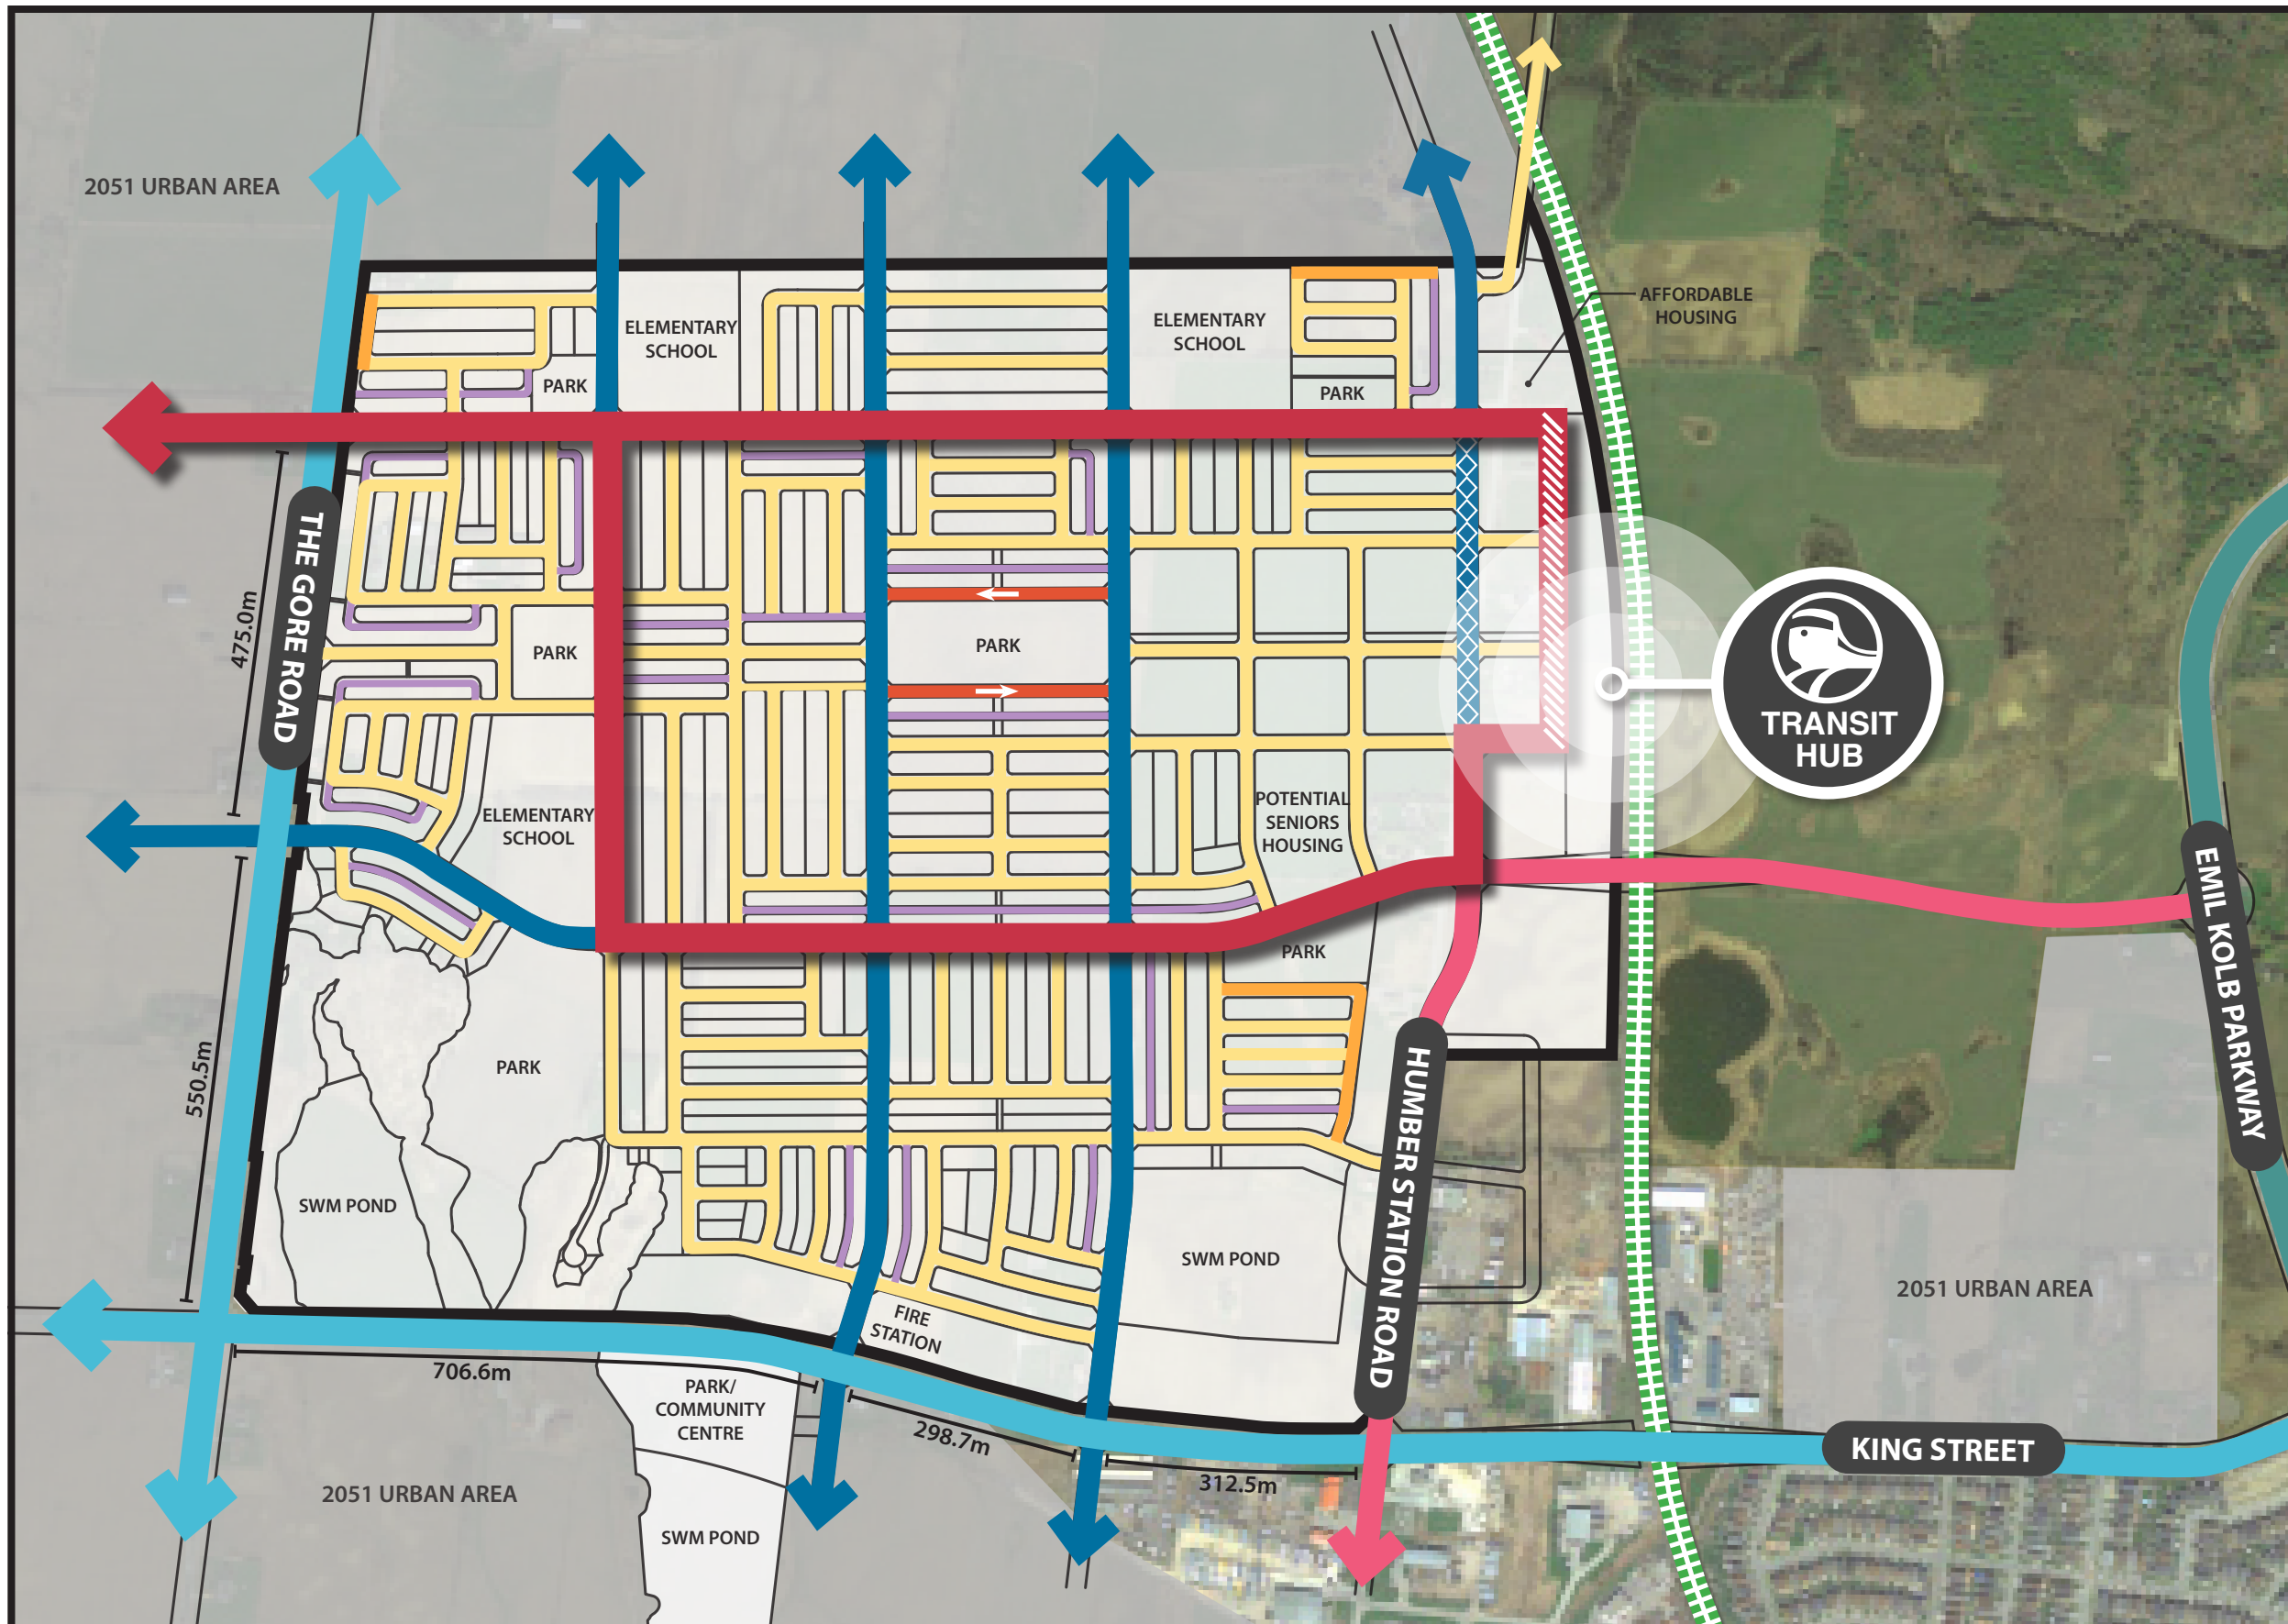 2051 URBAN AREA
AFFORDABLE
HOUSING
ELEMENTARY
SCHOOL
ELEMENTARY
SCHOOL
PARK
PARK
THE GORE ROAD
475.0m
PARK
PARK
TRANSIT
HUB
ELEMENTARY
SCHOOL
POTENTIAL
SENIORS
HOUSING
EMIL KOLB PARKWAY
PARK
550.5m
PARK
HUMBER STATION ROAD
SWM POND
SWM POND
2051 URBAN AREA
FIRE
STATION
706.6m
PARK/
COMMUNITY
CENTRE
298.7m
KING STREET
312.5m
2051 URBAN AREA
SWM POND